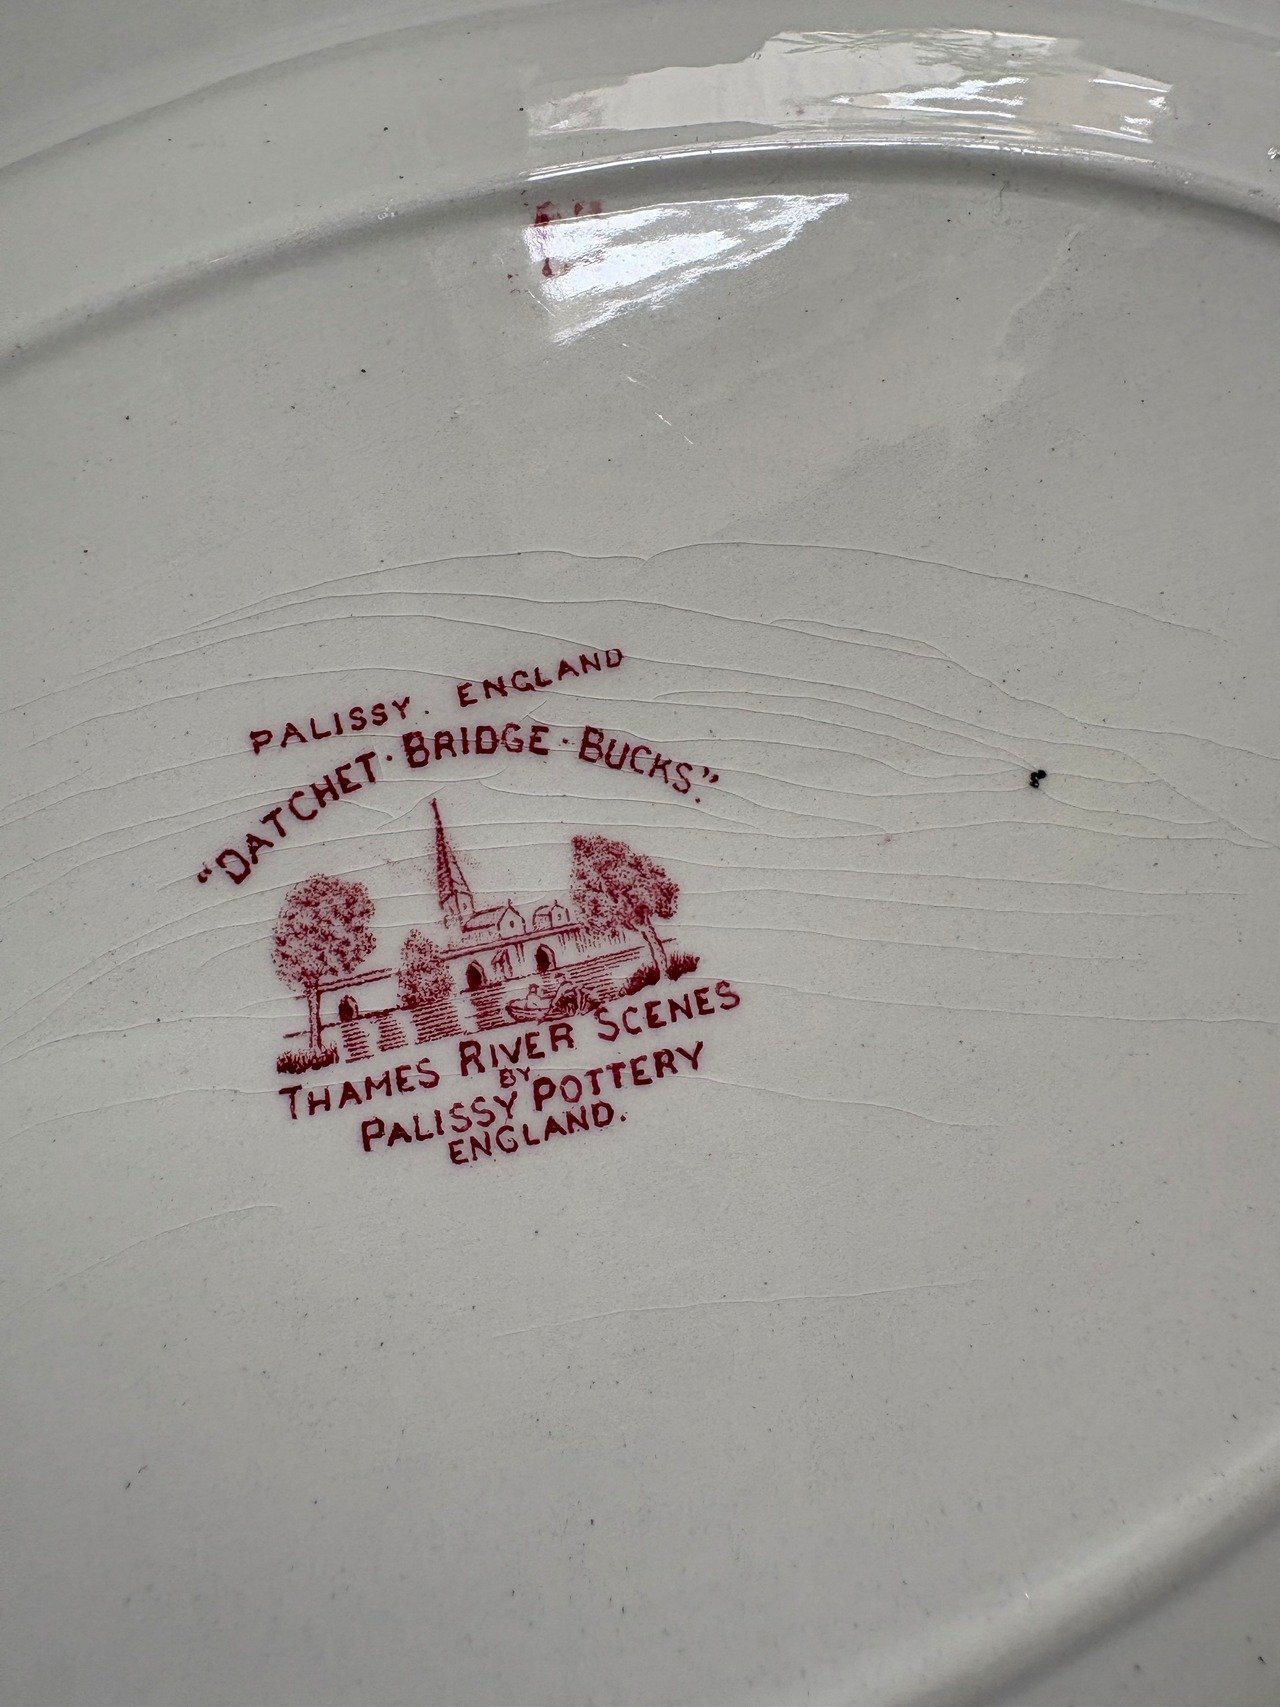 PALISSY. ENGLAND
"DATCHET·BRIDGE·BUCKS."
THAMES RIVER SCENES
BY
PALISSY POTTERY
ENGLAND.